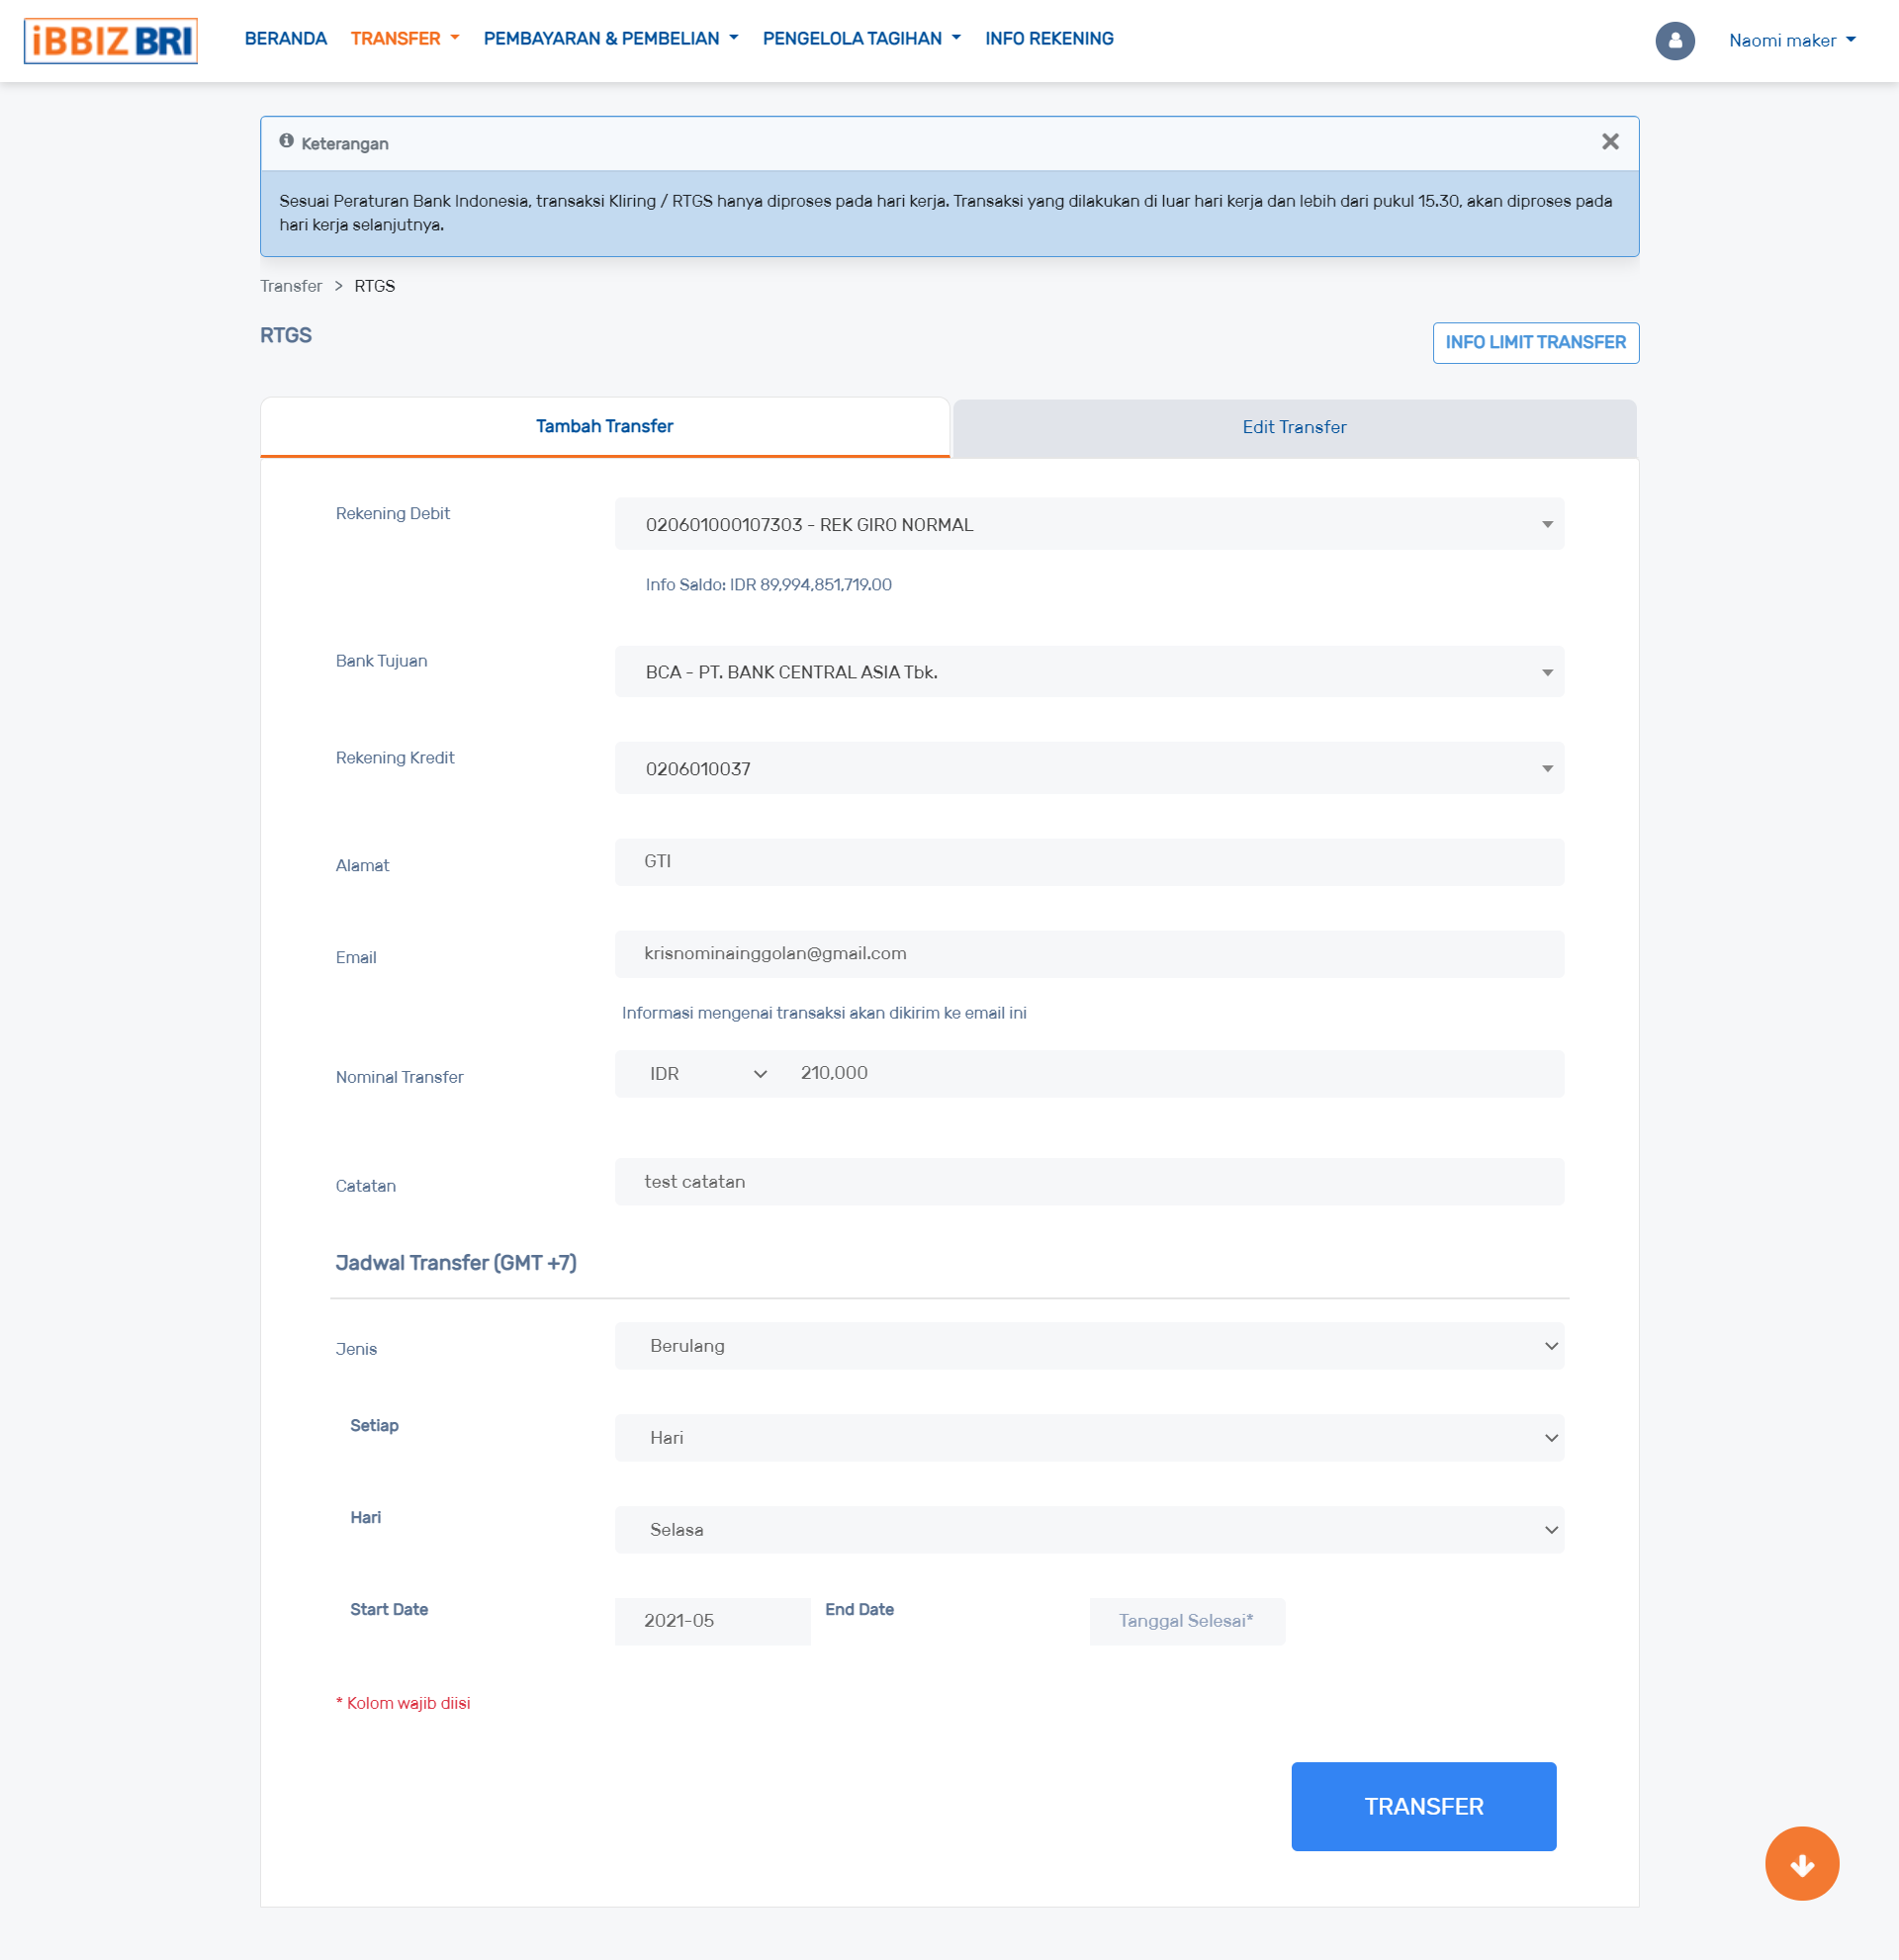 iBBIZ BRI BERANDA TRANSFER PEMBAYARAN & PEMBELIAN PENGELOLA TAGIHAN INFO REKENING Naomi maker
Keterangan
Sesuai Peraturan Bank Indonesia, transaksi Kliring / RTGS hanya diproses pada hari kerja. Transaksi yang dilakukan di luar hari kerja dan lebih dari pukul 15.30, akan diproses pada
hari kerja selanjutnya.
Transfer > RTGS
RTGS
INFO LIMIT TRANSFER
Tambah Transfer
Edit Transfer
Rekening Debit
020601000107303 - REK GIRO NORMAL
Info Saldo: IDR 89,994,851,719.00
Bank Tujuan
BCA - PT. BANK CENTRAL ASIA Tbk.
Rekening Kredit
0206010037
Alamat
GTI
Email
krisnominainggolan@gmail.com
Informasi mengenai transaksi akan dikirim ke email ini
Nominal Transfer
IDR
210,000
Catatan
test catatan
Jadwal Transfer (GMT +7)
Jenis
Berulang
Setiap
Hari
Hari
Selasa
Start Date
2021-05
End Date
Tanggal Selesai*
* Kolom wajib diisi
TRANSFER